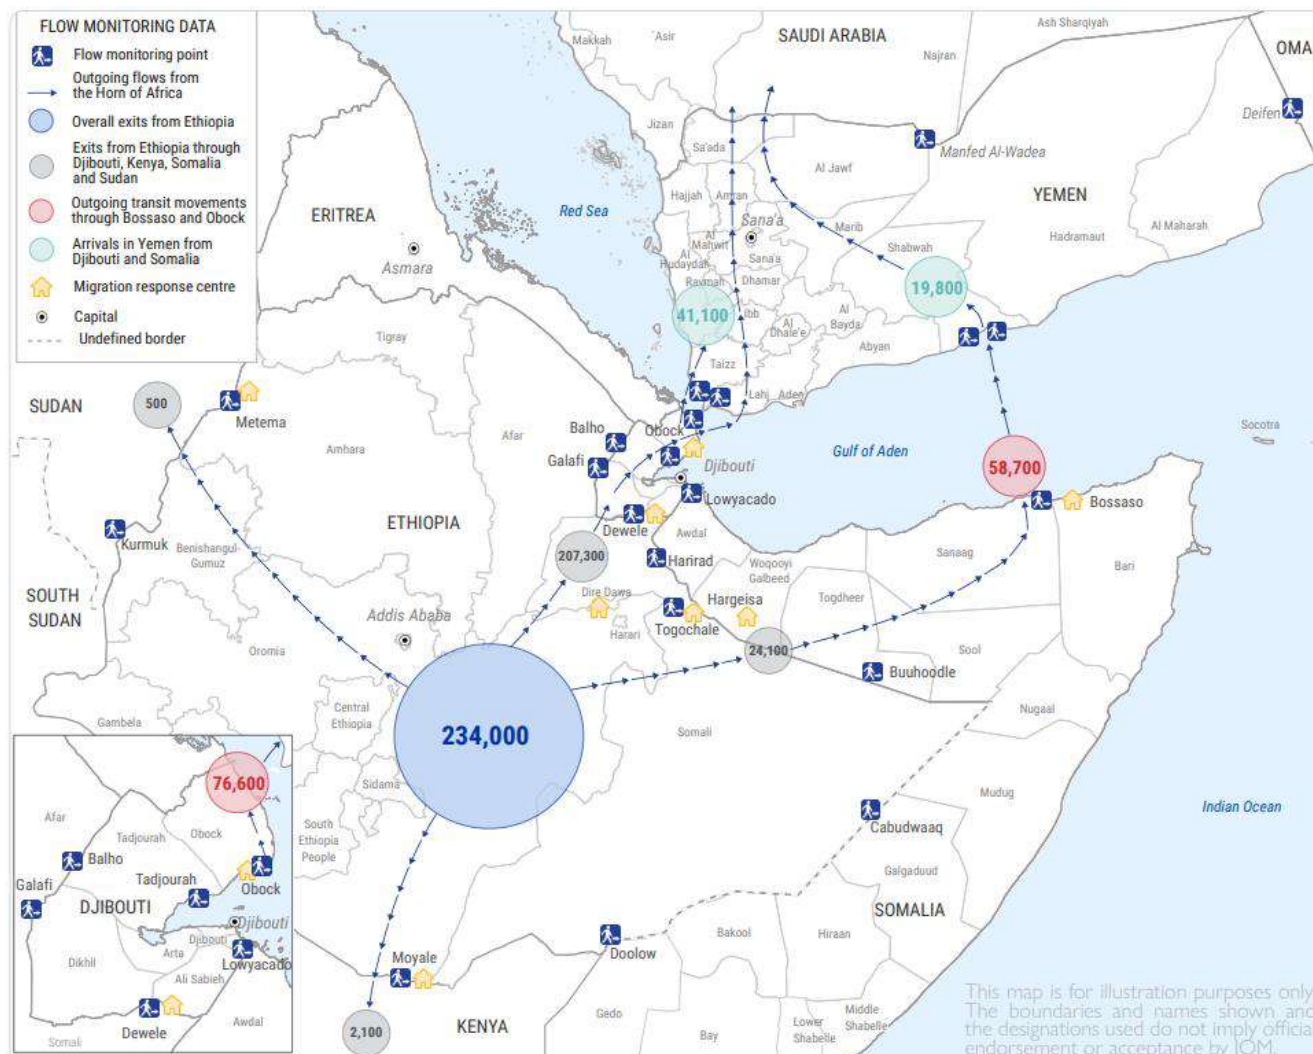 FLOW MONITORING DATA
Flow monitoring point
Outgoing flows from
the Horn of Africa
Overall exits from Ethiopia
Exits from Ethiopia through
Djibouti, Kenya, Somalia
and Sudan
Outgoing transit movements
through Bossaso and Obock
Arrivals in Yemen from
Djibouti and Somalia
Migration response centre
Capital
Undefined border
SAUDI ARABIA
Makkah
Asir
Najran
Ash Sharqiyah
OMA
Deifen
Jizan
Sa'ada
Manfed Al-Wadea
Al Jawf
YEMEN
Hajjah
Amran
Red Sea
ERITREA
Asmara
Sana'a
Marib
Al Maharah
Hadramaut
Shabwah
Al
Mahwit
Al
Hudaydah
Sana'a
Raymah
Dhamar
19,800
41,100
Ibb
Al
Dhale'e
Al
Bayda
Abyan
Taizz
Lahj
Aden
Tigray
SUDAN
500
Metema
Amhara
Afar
Balho
Galafi
Obock
Djibouti
Gulf of Aden
Socotra
58,700
Bossaso
Lowyacado
Dewele
Awdal
ETHIOPIA
Kurmuk
Benishangul-
Gumuz
207,300
Harirad
Woqooyi
Galbeed
Sanaag
Bari
SOUTH
SUDAN
Dire Dawa
Hargeisa
Togdheer
Addis Ababa
Togochale
Harari
24,100
Sool
Oromia
Buuhoodle
Nugaal
Gambela
Central
Ethiopia
234,000
Somali
Sidama
Mudug
Indian Ocean
South
Ethiopia
People
Cabudwaaq
Galgaduud
SOMALIA
Hiraan
Bakool
Doolow
Moyale
2,100
KENYA
Gedo
Bay
Lower
Shabelle
Middle
Shabelle
76,600
Afar
Tadjourah
Obock
Balho
Galafi
Tadjourah
Obock
DJIBOUTI
Djibouti
Djibouti
Arta
Lowyacado
Dikhil
Ali Sabieh
Dewele
Awdal
Somali
This map is for illustration purposes only
The boundaries and names shown and
the designations used do not imply official
endorsement or acceptance by IOM.